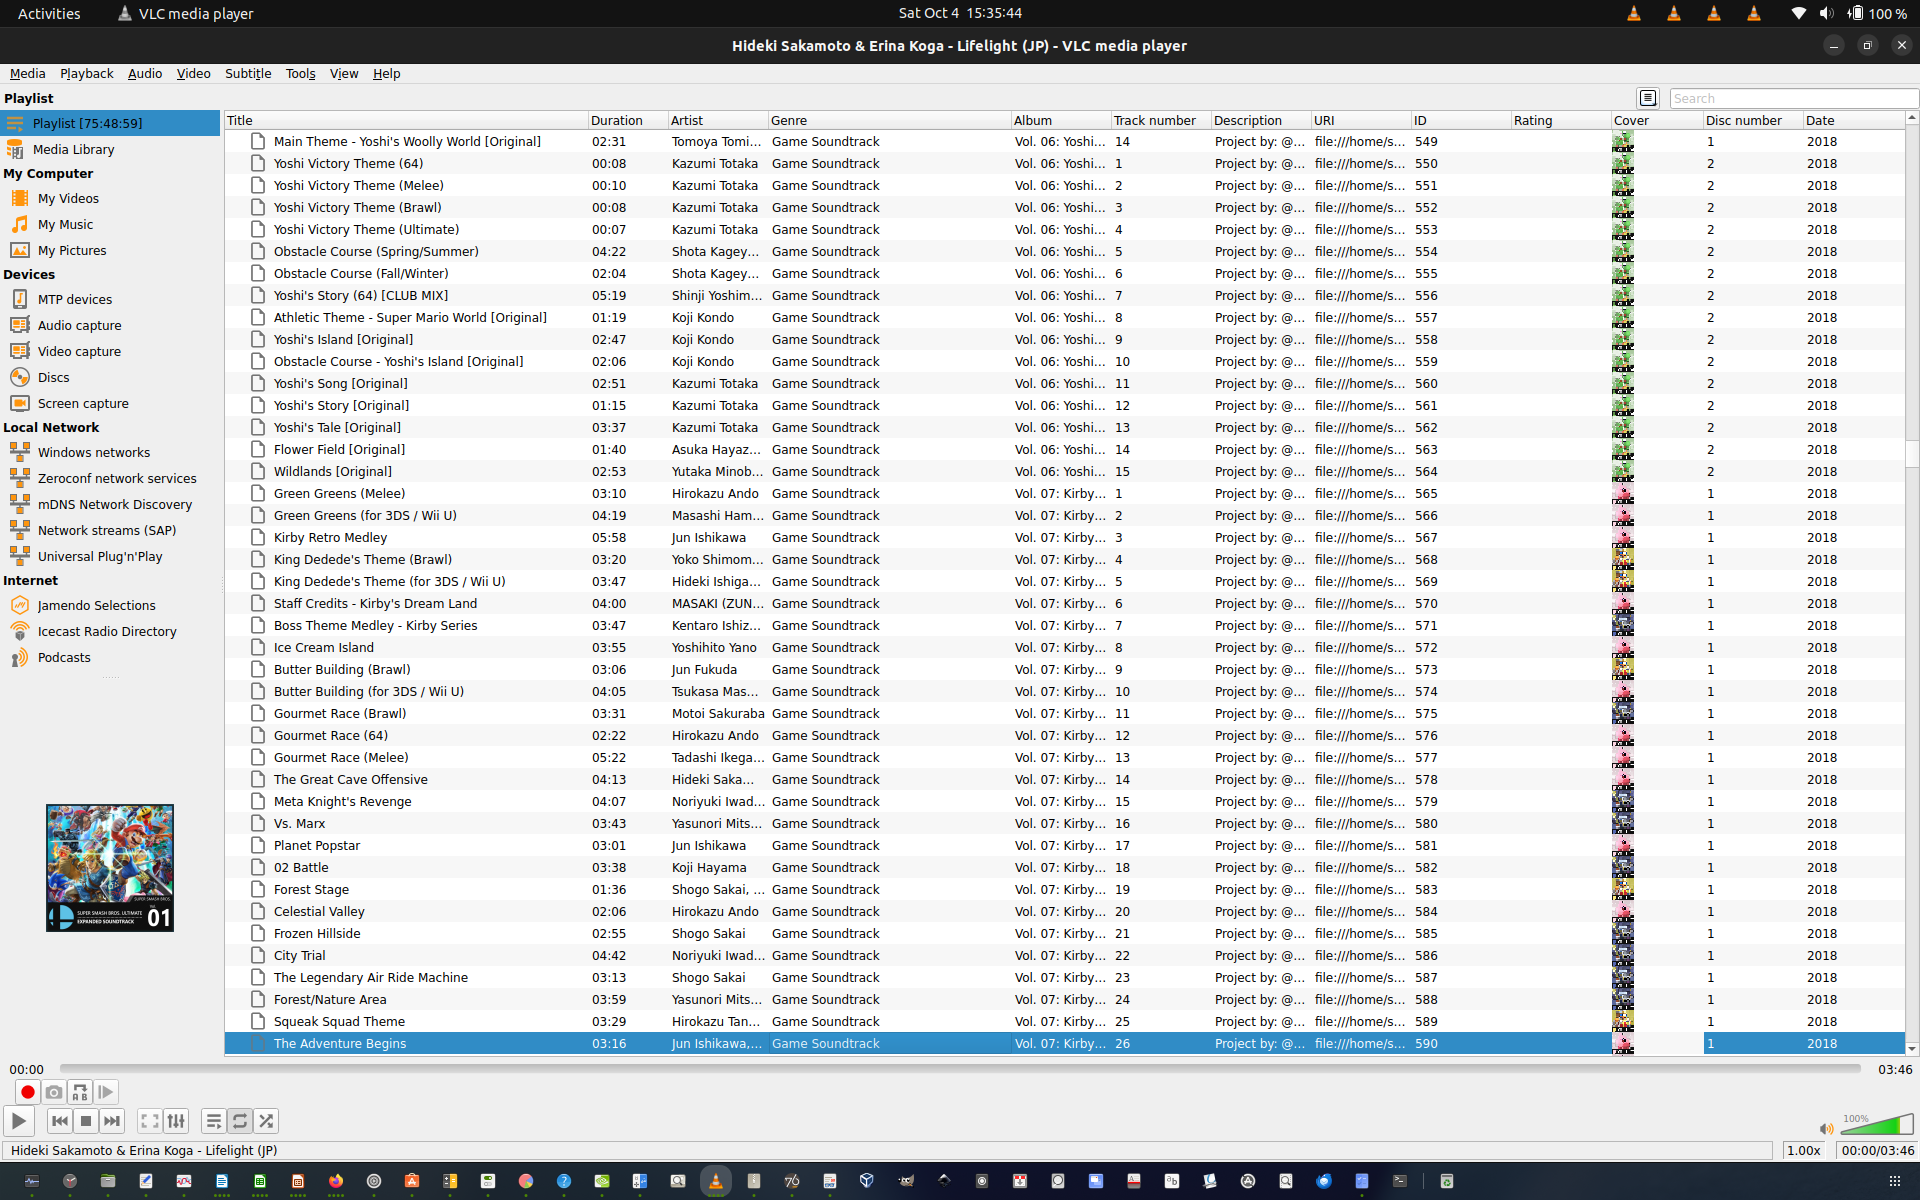 Activities VLC media player Sat Oct 4 15:35:44 100 %
Hideki Sakamoto & Erina Koga - Lifelight (JP) - VLC media player
Media Playback Audio Video Subtitle Tools View Help
Playlist
Search
Playlist [75:48:59]
Media Library
My Computer
My Videos
My Music
My Pictures
Devices
MTP devices
Audio capture
Video capture
Discs
Screen capture
Local Network
Windows networks
Zeroconf network services
mDNS Network Discovery
Network streams (SAP)
Universal Plug'n'Play
Internet
Jamendo Selections
Icecast Radio Directory
Podcasts
SUPER SMASH BROS. ULTIMATE
EXPANDED SOUNDTRACK
01
Title Duration Artist Genre Album Track number Description URI ID Rating Cover Disc number Date
Main Theme - Yoshi's Woolly World [Original] 02:31 Tomoya Tomi... Game Soundtrack Vol. 06: Yoshi... 14 Project by: @... file:///home/s... 549 1 2018
Yoshi Victory Theme (64) 00:08 Kazumi Totaka Game Soundtrack Vol. 06: Yoshi... 1 Project by: @... file:///home/s... 550 2 2018
Yoshi Victory Theme (Melee) 00:10 Kazumi Totaka Game Soundtrack Vol. 06: Yoshi... 2 Project by: @... file:///home/s... 551 2 2018
Yoshi Victory Theme (Brawl) 00:08 Kazumi Totaka Game Soundtrack Vol. 06: Yoshi... 3 Project by: @... file:///home/s... 552 2 2018
Yoshi Victory Theme (Ultimate) 00:07 Kazumi Totaka Game Soundtrack Vol. 06: Yoshi... 4 Project by: @... file:///home/s... 553 2 2018
Obstacle Course (Spring/Summer) 04:22 Shota Kagey... Game Soundtrack Vol. 06: Yoshi... 5 Project by: @... file:///home/s... 554 2 2018
Obstacle Course (Fall/Winter) 02:04 Shota Kagey... Game Soundtrack Vol. 06: Yoshi... 6 Project by: @... file:///home/s... 555 2 2018
Yoshi's Story (64) [CLUB MIX] 05:19 Shinji Yoshim... Game Soundtrack Vol. 06: Yoshi... 7 Project by: @... file:///home/s... 556 2 2018
Athletic Theme - Super Mario World [Original] 01:19 Koji Kondo Game Soundtrack Vol. 06: Yoshi... 8 Project by: @... file:///home/s... 557 2 2018
Yoshi's Island [Original] 02:47 Koji Kondo Game Soundtrack Vol. 06: Yoshi... 9 Project by: @... file:///home/s... 558 2 2018
Obstacle Course - Yoshi's Island [Original] 02:06 Koji Kondo Game Soundtrack Vol. 06: Yoshi... 10 Project by: @... file:///home/s... 559 2 2018
Yoshi's Song [Original] 02:51 Kazumi Totaka Game Soundtrack Vol. 06: Yoshi... 11 Project by: @... file:///home/s... 560 2 2018
Yoshi's Story [Original] 01:15 Kazumi Totaka Game Soundtrack Vol. 06: Yoshi... 12 Project by: @... file:///home/s... 561 2 2018
Yoshi's Tale [Original] 03:37 Kazumi Totaka Game Soundtrack Vol. 06: Yoshi... 13 Project by: @... file:///home/s... 562 2 2018
Flower Field [Original] 01:40 Asuka Hayaz... Game Soundtrack Vol. 06: Yoshi... 14 Project by: @... file:///home/s... 563 2 2018
Wildlands [Original] 02:53 Yutaka Minob... Game Soundtrack Vol. 06: Yoshi... 15 Project by: @... file:///home/s... 564 2 2018
Green Greens (Melee) 03:10 Hirokazu Ando Game Soundtrack Vol. 07: Kirby... 1 Project by: @... file:///home/s... 565 1 2018
Green Greens (for 3DS / Wii U) 04:19 Masashi Ham... Game Soundtrack Vol. 07: Kirby... 2 Project by: @... file:///home/s... 566 1 2018
Kirby Retro Medley 05:58 Jun Ishikawa Game Soundtrack Vol. 07: Kirby... 3 Project by: @... file:///home/s... 567 1 2018
King Dedede's Theme (Brawl) 03:20 Yoko Shimom... Game Soundtrack Vol. 07: Kirby... 4 Project by: @... file:///home/s... 568 1 2018
King Dedede's Theme (for 3DS / Wii U) 03:47 Hideki Ishiga... Game Soundtrack Vol. 07: Kirby... 5 Project by: @... file:///home/s... 569 1 2018
Staff Credits - Kirby's Dream Land 04:00 MASAKI (ZUN... Game Soundtrack Vol. 07: Kirby... 6 Project by: @... file:///home/s... 570 1 2018
Boss Theme Medley - Kirby Series 03:47 Kentaro Ishiz... Game Soundtrack Vol. 07: Kirby... 7 Project by: @... file:///home/s... 571 1 2018
Ice Cream Island 03:55 Yoshihito Yano Game Soundtrack Vol. 07: Kirby... 8 Project by: @... file:///home/s... 572 1 2018
Butter Building (Brawl) 03:06 Jun Fukuda Game Soundtrack Vol. 07: Kirby... 9 Project by: @... file:///home/s... 573 1 2018
Butter Building (for 3DS / Wii U) 04:05 Tsukasa Mas... Game Soundtrack Vol. 07: Kirby... 10 Project by: @... file:///home/s... 574 1 2018
Gourmet Race (Brawl) 03:31 Motoi Sakuraba Game Soundtrack Vol. 07: Kirby... 11 Project by: @... file:///home/s... 575 1 2018
Gourmet Race (64) 02:22 Hirokazu Ando Game Soundtrack Vol. 07: Kirby... 12 Project by: @... file:///home/s... 576 1 2018
Gourmet Race (Melee) 05:22 Tadashi Ikega... Game Soundtrack Vol. 07: Kirby... 13 Project by: @... file:///home/s... 577 1 2018
The Great Cave Offensive 04:13 Hideki Saka... Game Soundtrack Vol. 07: Kirby... 14 Project by: @... file:///home/s... 578 1 2018
Meta Knight's Revenge 04:07 Noriyuki Iwad... Game Soundtrack Vol. 07: Kirby... 15 Project by: @... file:///home/s... 579 1 2018
Vs. Marx 03:43 Yasunori Mits... Game Soundtrack Vol. 07: Kirby... 16 Project by: @... file:///home/s... 580 1 2018
Planet Popstar 03:01 Jun Ishikawa Game Soundtrack Vol. 07: Kirby... 17 Project by: @... file:///home/s... 581 1 2018
02 Battle 03:38 Koji Hayama Game Soundtrack Vol. 07: Kirby... 18 Project by: @... file:///home/s... 582 1 2018
Forest Stage 01:36 Shogo Sakai, ... Game Soundtrack Vol. 07: Kirby... 19 Project by: @... file:///home/s... 583 1 2018
Celestial Valley 02:06 Hirokazu Ando Game Soundtrack Vol. 07: Kirby... 20 Project by: @... file:///home/s... 584 1 2018
Frozen Hillside 02:55 Shogo Sakai Game Soundtrack Vol. 07: Kirby... 21 Project by: @... file:///home/s... 585 1 2018
City Trial 04:42 Noriyuki Iwad... Game Soundtrack Vol. 07: Kirby... 22 Project by: @... file:///home/s... 586 1 2018
The Legendary Air Ride Machine 03:13 Shogo Sakai Game Soundtrack Vol. 07: Kirby... 23 Project by: @... file:///home/s... 587 1 2018
Forest/Nature Area 03:59 Yasunori Mits... Game Soundtrack Vol. 07: Kirby... 24 Project by: @... file:///home/s... 588 1 2018
Squeak Squad Theme 03:29 Hirokazu Tan... Game Soundtrack Vol. 07: Kirby... 25 Project by: @... file:///home/s... 589 1 2018
The Adventure Begins 03:16 Jun Ishikawa,... Game Soundtrack Vol. 07: Kirby... 26 Project by: @... file:///home/s... 590 1 2018
00:00 03:46
100%
Hideki Sakamoto & Erina Koga - Lifelight (JP) 1.00x 00:00/03:46